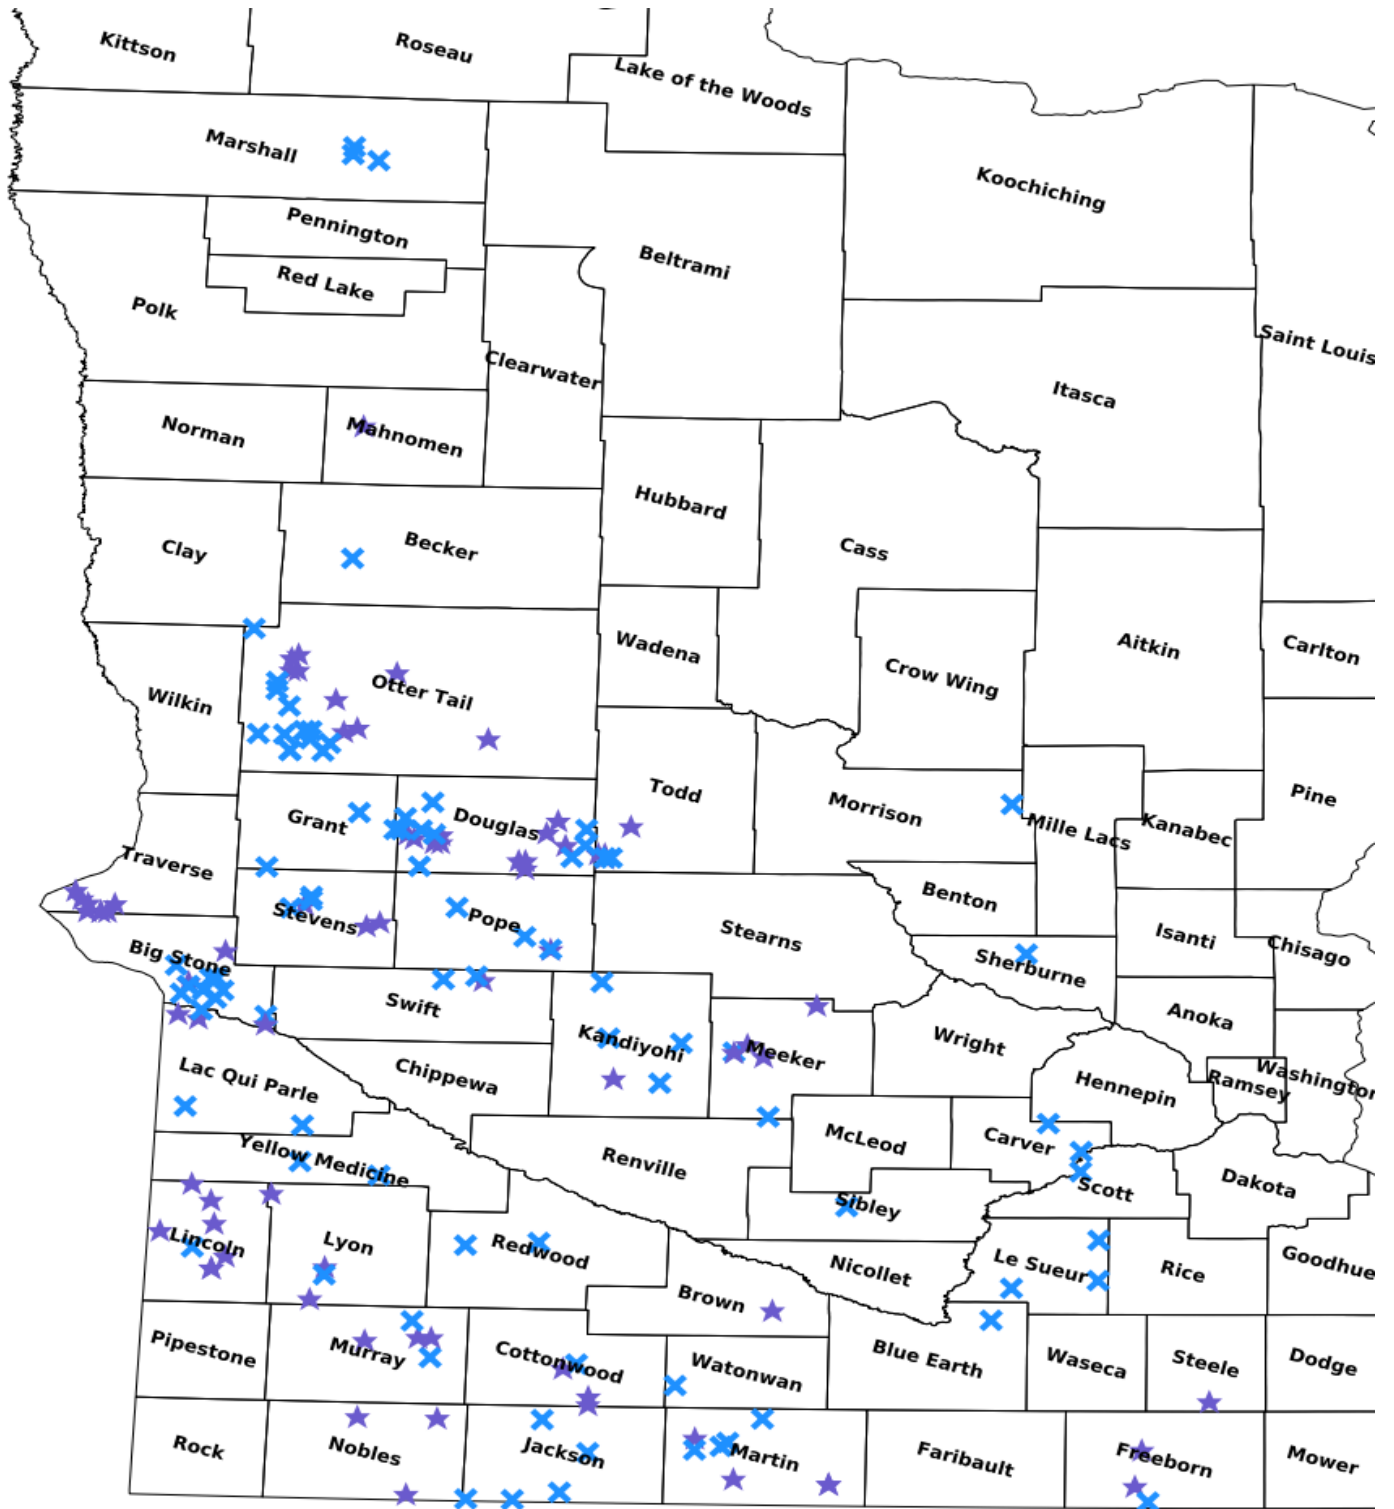 Kittson
Roseau
Lake of the Woods
Marshall
Koochiching
Pennington
Beltrami
Red Lake
Polk
Saint Louis
Clearwater
Itasca
Norman
Mahnomen
Hubbard
Clay
Becker
Cass
Wadena
Aitkin
Carlton
Crow Wing
Otter Tail
Wilkin
Todd
Pine
Morrison
Grant
Douglas
Mille Lacs
Kanabec
Traverse
Benton
Stevens
Pope
Stearns
Isanti
Chisago
Big Stone
Sherburne
Swift
Anoka
Kandiyohi
Meeker
Wright
Lac Qui Parle
Chippewa
Hennepin
Ramsey
Washington
McLeod
Carver
Yellow Medicine
Renville
Scott
Dakota
Sibley
Lincoln
Lyon
Redwood
Le Sueur
Rice
Goodhue
Nicollet
Brown
Pipestone
Murray
Cottonwood
Watonwan
Blue Earth
Waseca
Steele
Dodge
Rock
Nobles
Jackson
Martin
Faribault
Freeborn
Mower